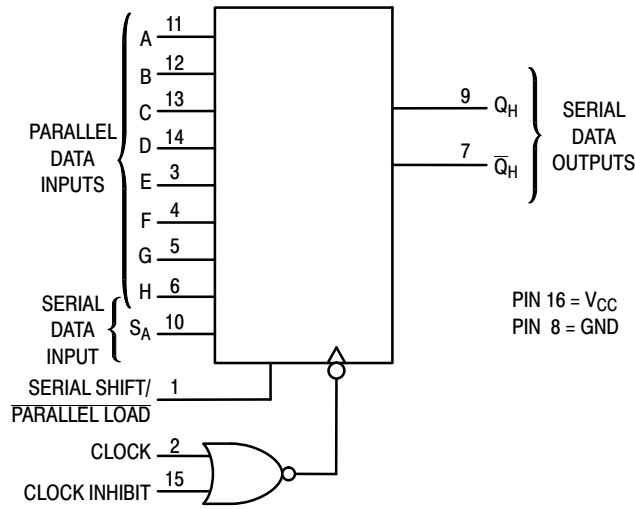 A 11
B 12
C 13
D 14
E 3
F 4
G 5
H 6
PARALLEL
DATA
INPUTS
SERIAL
DATA
INPUT
SA 10
SERIAL SHIFT/
PARALLEL LOAD
1
CLOCK 2
CLOCK INHIBIT 15
9 QH
7 Q̅H
SERIAL
DATA
OUTPUTS
PIN 16 = VCC
PIN 8 = GND